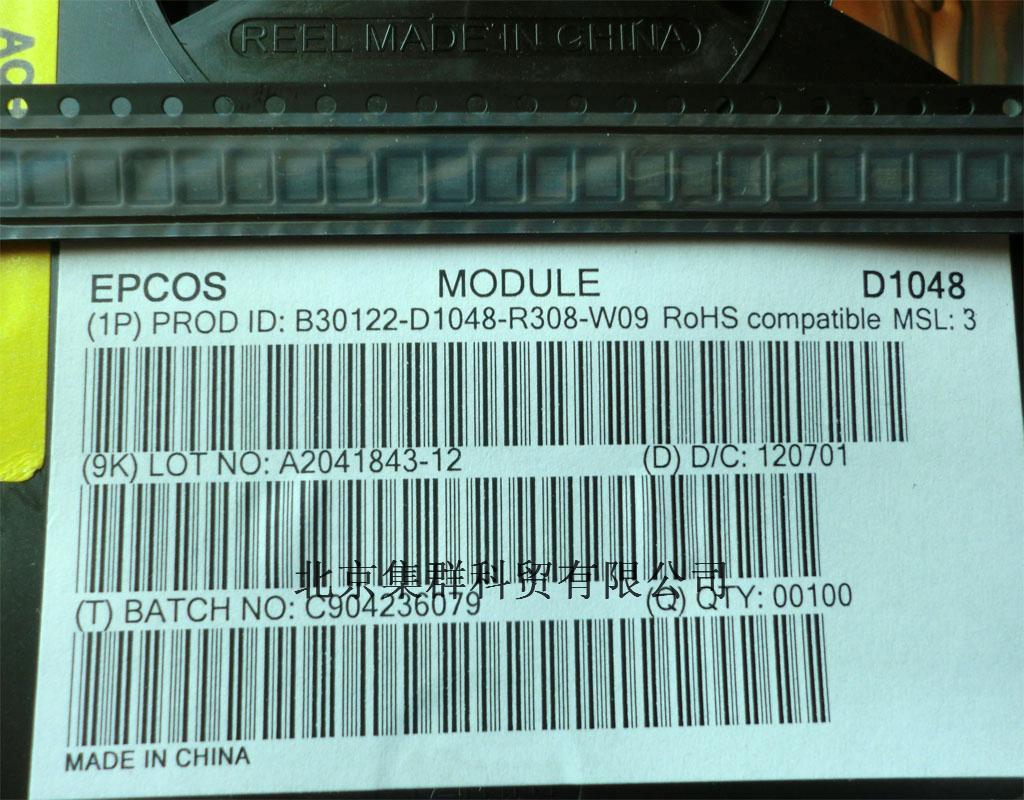 AC
REEL MADE IN CHINA
EPCOS MODULE D1048
(1P) PROD ID: B30122-D1048-R308-W09 RoHS compatible MSL: 3
(9K) LOT NO: A2041843-12 (D) D/C: 120701
北京集群科贸有限公司
(T) BATCH NO: C904236079 (Q) QTY: 00100
MADE IN CHINA